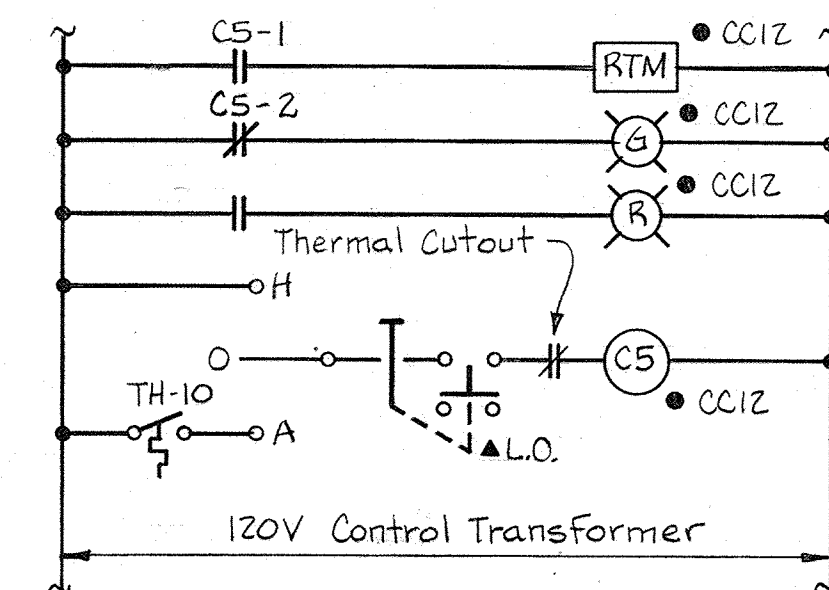 C5-1
● CC12
RTM
C5-2
● CC12
G
● CC12
R
Thermal Cutout
H
O
C5
TH-10
● CC12
A
▲ L.O.
120V Control Transformer